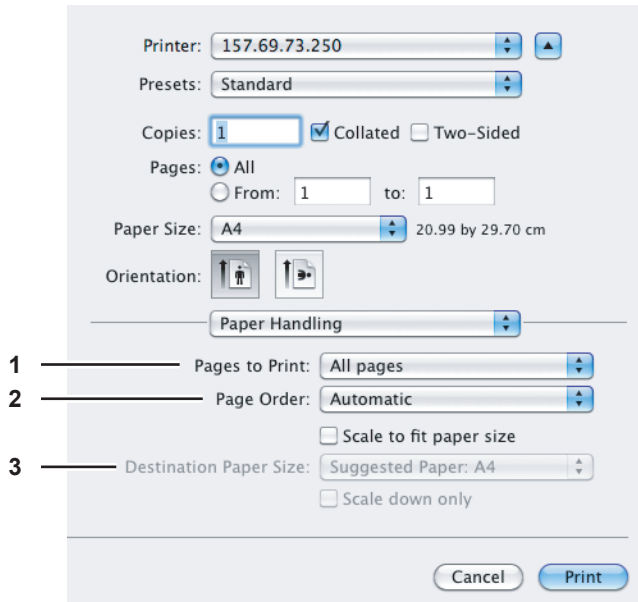 Printer: 157.69.73.250
Presets: Standard
Copies: 1 Collated Two-Sided
Pages: All
From: 1 to: 1
Paper Size: A4 20.99 by 29.70 cm
Orientation:
Paper Handling
1 Pages to Print: All pages
2 Page Order: Automatic
Scale to fit paper size
3 Destination Paper Size: Suggested Paper: A4
Scale down only
Cancel Print